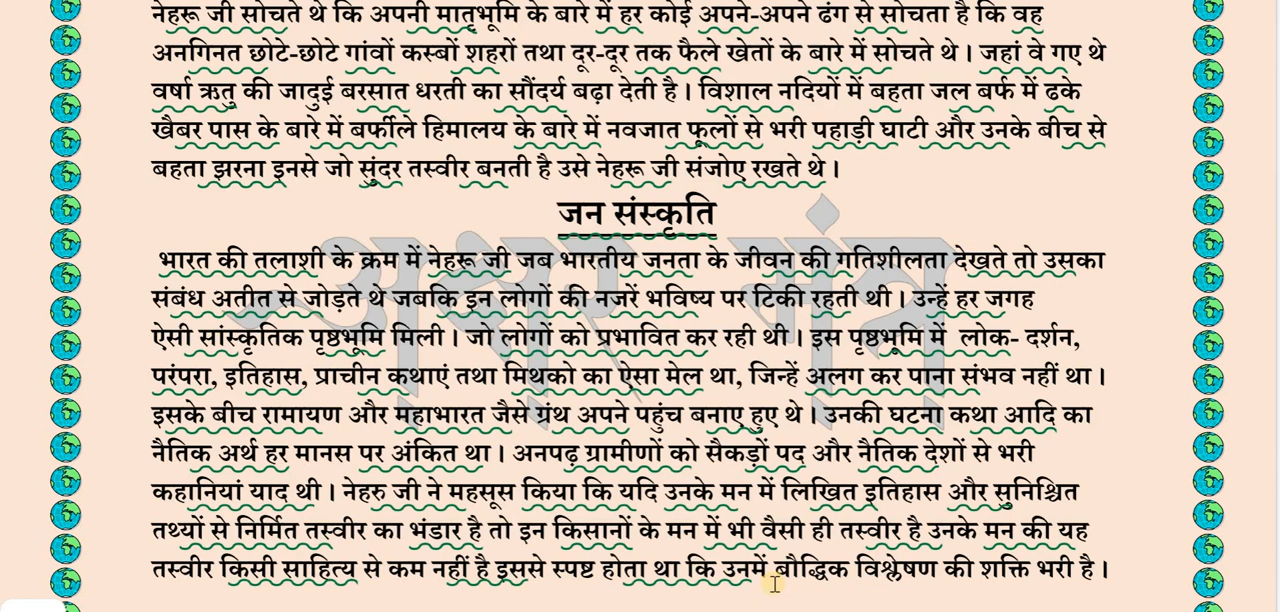 नेहरू जी सोचते थे कि अपनी मातृभूमि के बारे में हर कोई अपने-अपने ढंग से सोचता है कि वह
अनगिनत छोटे-छोटे गांवों कस्बों शहरों तथा दूर-दूर तक फैले खेतों के बारे में सोचते थे। जहां वे गए थे
वर्षा ऋतु की जादुई बरसात धरती का सौंदर्य बढ़ा देती है। विशाल नदियों में बहता जल बर्फ में ढके
खैबर पास के बारे में बर्फीले हिमालय के बारे में नवजात फूलों से भरी पहाड़ी घाटी और उनके बीच से
बहता झरना इनसे जो सुंदर तस्वीर बनती है उसे नेहरू जी संजोए रखते थे।
जन संस्कृति
भारत की तलाशी के क्रम में नेहरू जी जब भारतीय जनता के जीवन की गतिशीलता देखते तो उसका
संबंध अतीत से जोड़ते थे जबकि इन लोगों की नजरें भविष्य पर टिकी रहती थी। उन्हें हर जगह
ऐसी सांस्कृतिक पृष्ठभूमि मिली। जो लोगों को प्रभावित कर रही थी। इस पृष्ठभूमि में लोक- दर्शन,
परंपरा, इतिहास, प्राचीन कथाएं तथा मिथको का ऐसा मेल था, जिन्हें अलग कर पाना संभव नहीं था।
इसके बीच रामायण और महाभारत जैसे ग्रंथ अपने पहुंच बनाए हुए थे। उनकी घटना कथा आदि का
नैतिक अर्थ हर मानस पर अंकित था। अनपढ़ ग्रामीणों को सैकड़ों पद और नैतिक देशों से भरी
कहानियां याद थी। नेहरु जी ने महसूस किया कि यदि उनके मन में लिखित इतिहास और सुनिश्चित
तथ्यों से निर्मित तस्वीर का भंडार है तो इन किसानों के मन में भी वैसी ही तस्वीर है उनके मन की यह
तस्वीर किसी साहित्य से कम नहीं है इससे स्पष्ट होता था कि उनमें बौद्धिक विश्लेषण की शक्ति भरी है।
अक्षर मंत्र